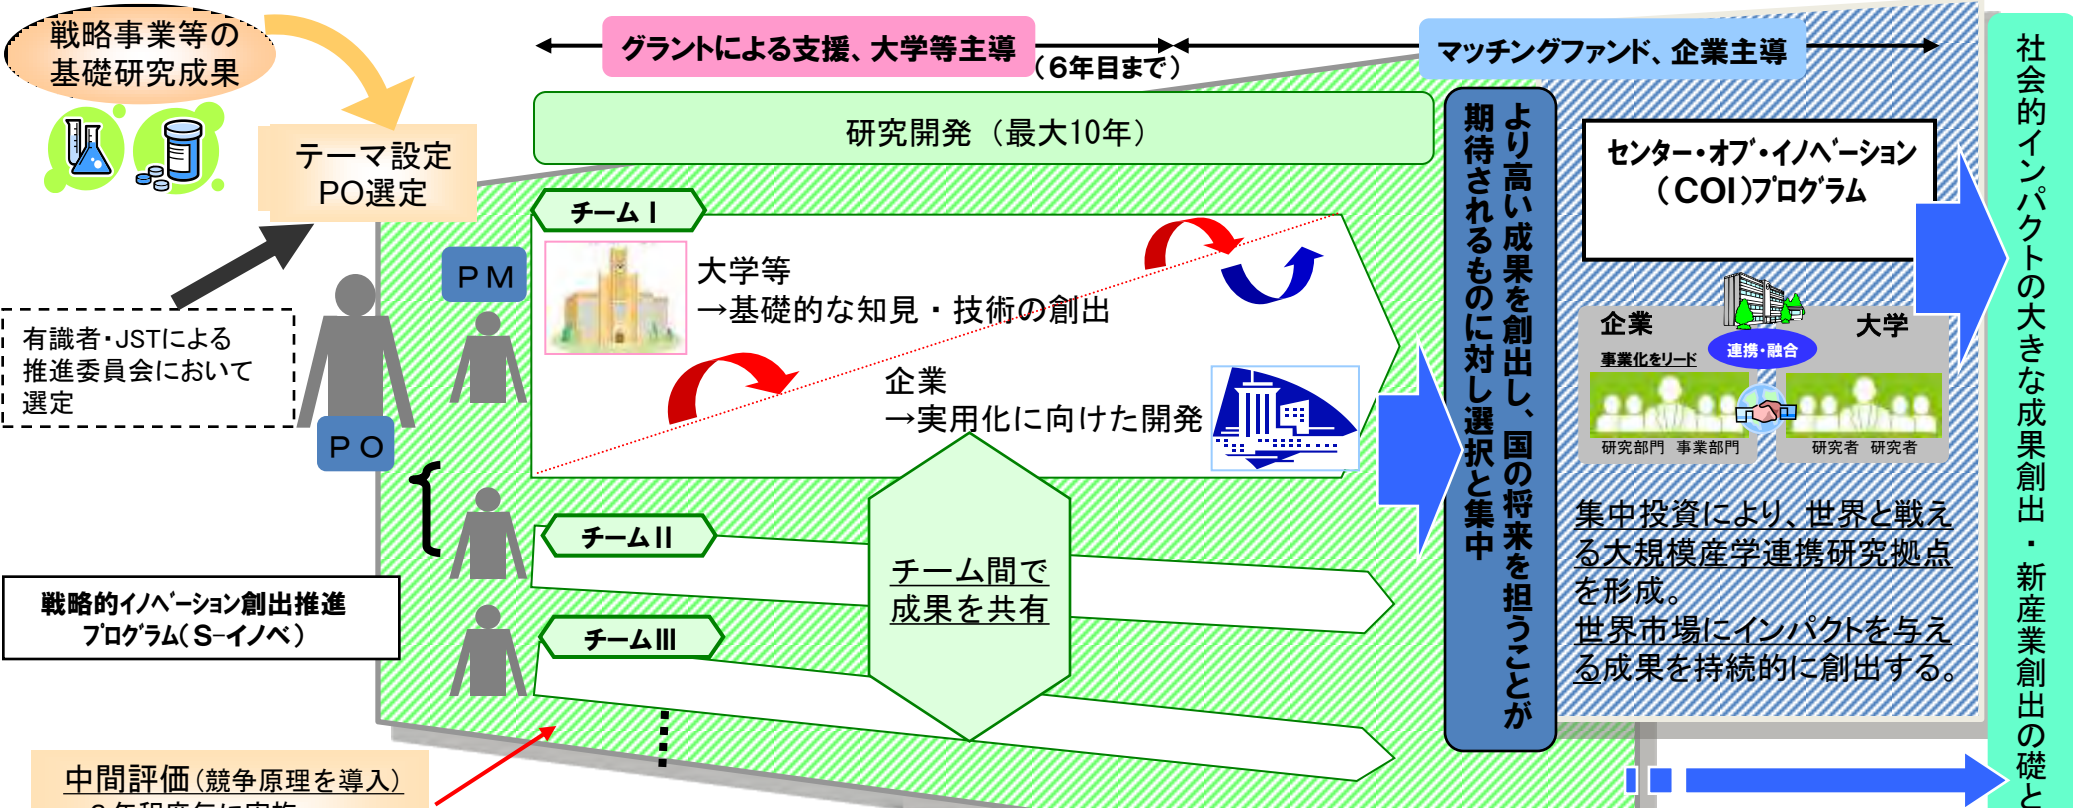 戦略事業等の
基礎研究成果
グラントによる支援、大学等主導
(6年目まで)
マッチングファンド、企業主導
テーマ設定
PO選定
研究開発（最大10年）
チームⅠ
PM
大学等
→基礎的な知見・技術の創出
企業
→実用化に向けた開発
有識者・JSTによる
推進委員会において
選定
PO
チームⅡ
チームⅢ
チーム間で
成果を共有
戦略的イノベーション創出推進
プログラム(S-イノベ)
中間評価(競争原理を導入)
より高い成果を創出し、国の将来を担うことが
期待されるものに対し選択と集中
センター・オブ・イノベーション
(COI)プログラム
企業
大学
事業化をリード
連携・融合
研究部門 事業部門
研究者 研究者
集中投資により、世界と戦え
る大規模産学連携研究拠点
を形成。
世界市場にインパクトを与え
る成果を持続的に創出する。
社会的インパクトの大きな成果創出・新産業創出の礎と